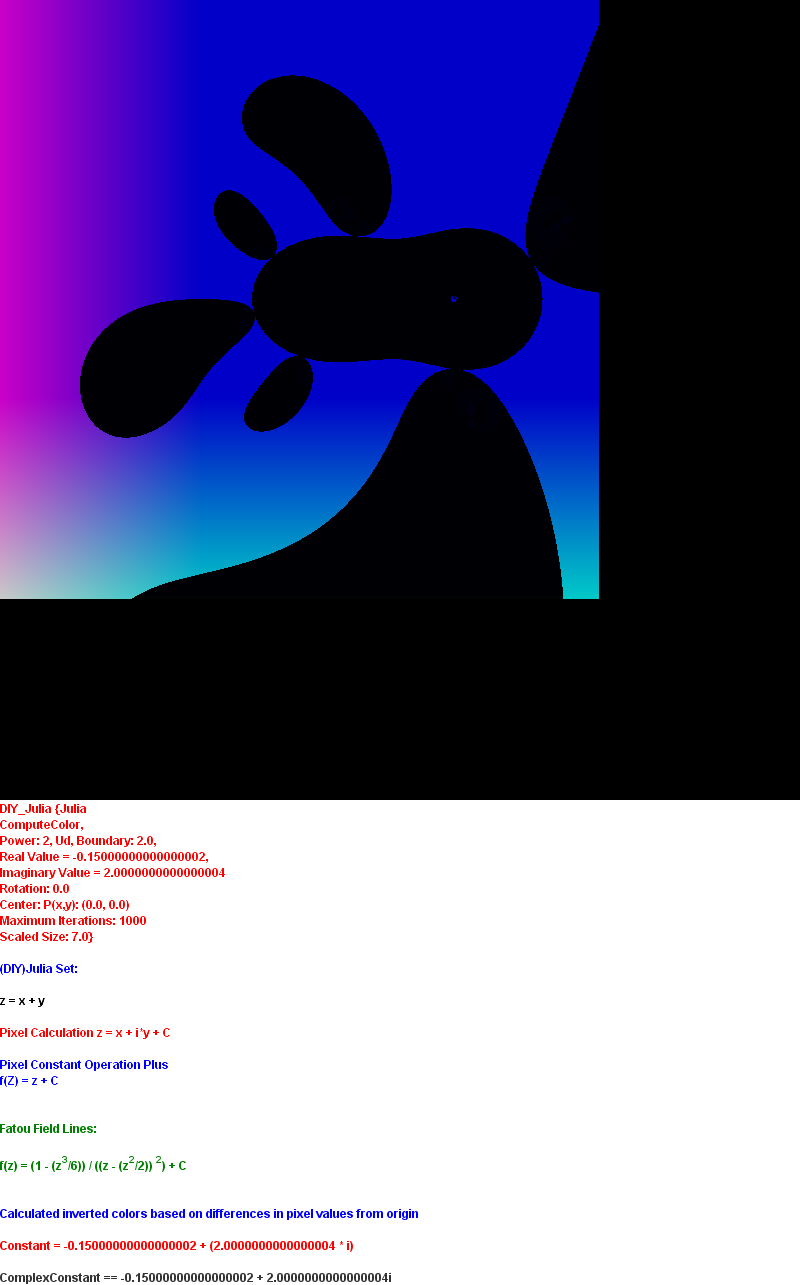 DIY_Julia {Julia
ComputeColor,
Power: 2, Ud, Boundary: 2.0,
Real Value = -0.15000000000000002,
Imaginary Value = 2.0000000000000004
Rotation: 0.0
Center: P(x,y): (0.0, 0.0)
Maximum Iterations: 1000
Scaled Size: 7.0}
(DIY)Julia Set:
z = x + y
Pixel Calculation z = x + i*y + C
Pixel Constant Operation Plus
f(Z) = z + C
Fatou Field Lines:
f(z) = (1 - (z^3/6)) / ((z - (z^2/2)) ^2) + C
Calculated inverted colors based on differences in pixel values from origin
Constant = -0.15000000000000002 + (2.0000000000000004 * i)
ComplexConstant == -0.15000000000000002 + 2.0000000000000004i